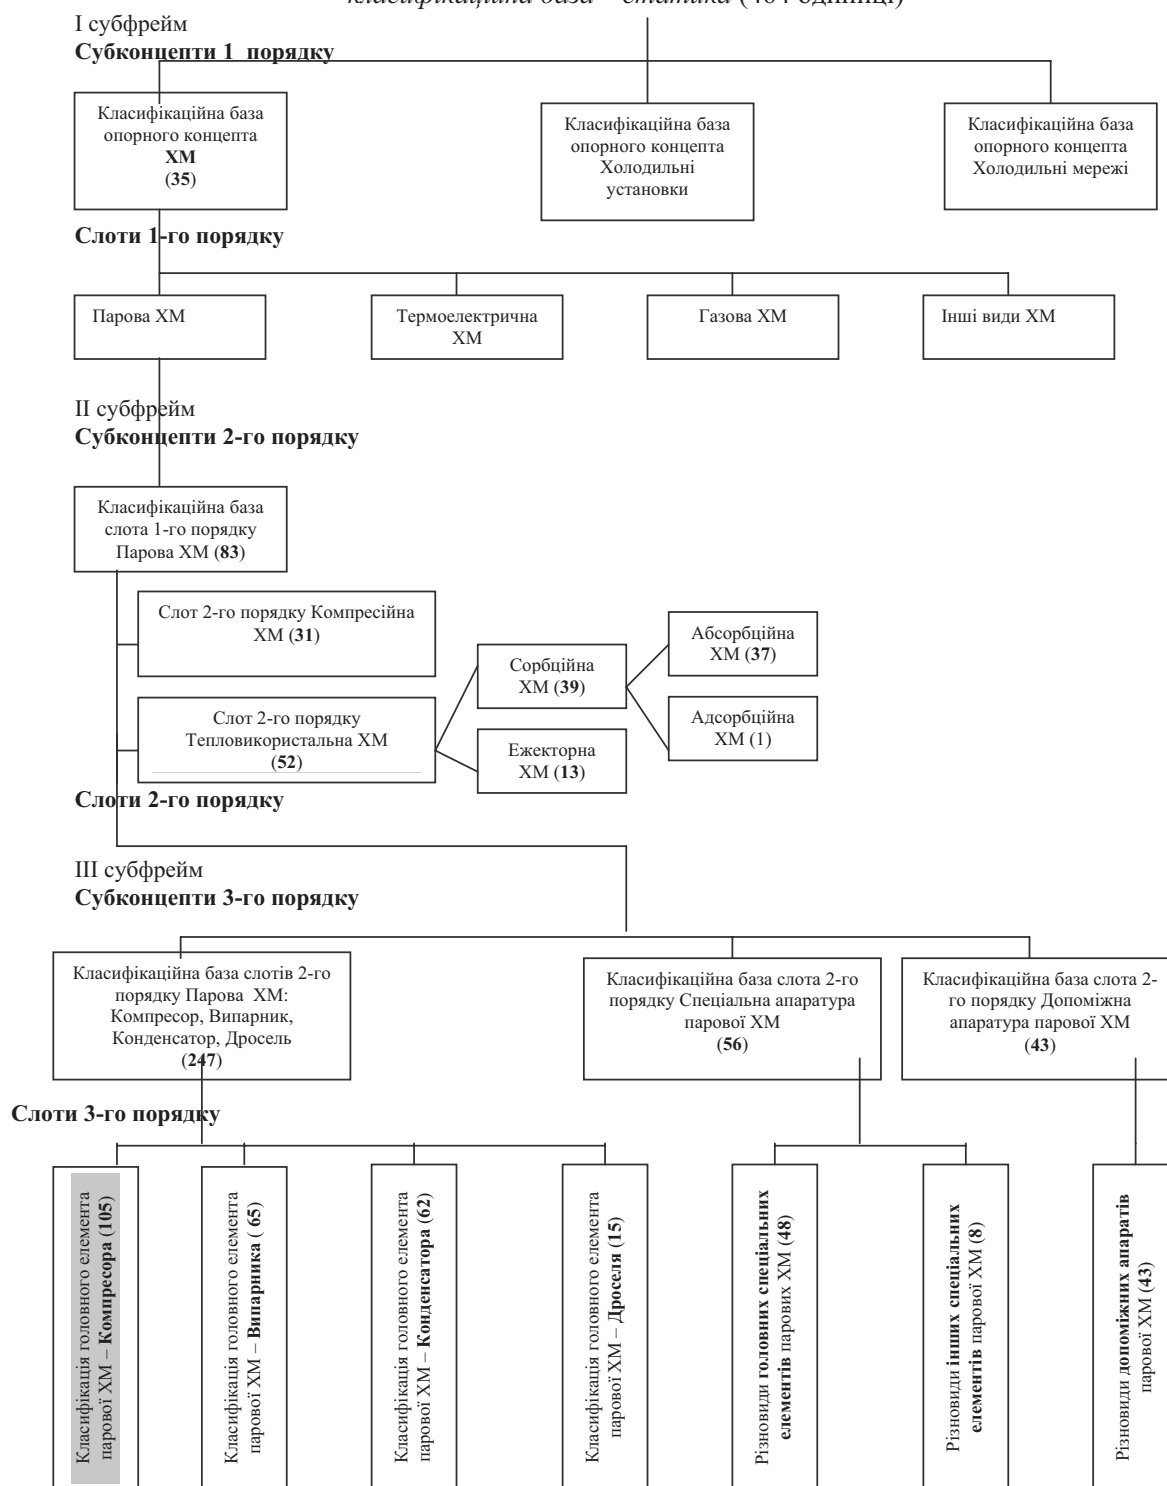 класифікаційна база – статика (464 одиниці)
I субфрейм
Субконцепти 1 порядку
Класифікаційна база
опорного концепта
ХМ
(35)
Класифікаційна база
опорного концепта
Холодильні
установки
Класифікаційна база
опорного концепта
Холодильні мережі
Слоти 1-го порядку
Парова ХМ
Термоелектрична
ХМ
Газова ХМ
Інші види ХМ
II субфрейм
Субконцепти 2-го порядку
Класифікаційна база
слота 1-го порядку
Парова ХМ (83)
Слот 2-го порядку Компресійна
ХМ (31)
Слот 2-го порядку
Тепловикористальна ХМ
(52)
Сорбційна
ХМ (39)
Ежекторна
ХМ (13)
Абсорбційна
ХМ (37)
Адсорбційна
ХМ (1)
Слоти 2-го порядку
III субфрейм
Субконцепти 3-го порядку
Класифікаційна база слотів 2-го
порядку Парова ХМ:
Компресор, Випарник,
Конденсатор, Дросель
(247)
Класифікаційна база слота 2-го
порядку Спеціальна апаратура
парової ХМ
(56)
Класифікаційна база слота 2-
го порядку Допоміжна
апаратура парової ХМ
(43)
Слоти 3-го порядку
Класифікація головного елемента
парової ХМ – Компресора (105)
Класифікація головного елемента
парової ХМ – Випарника ( 65)
Класифікація головного елемента
парової ХМ – Конденсатора (62)
Класифікація головного елемента
парової ХМ – Дроселя (15)
Різновиди головних спеціальних
елементів парових ХМ (48)
Різновиди інших спеціальних
елементів парової ХМ (8)
Різновиди допоміжних апаратів
парової ХМ (43)